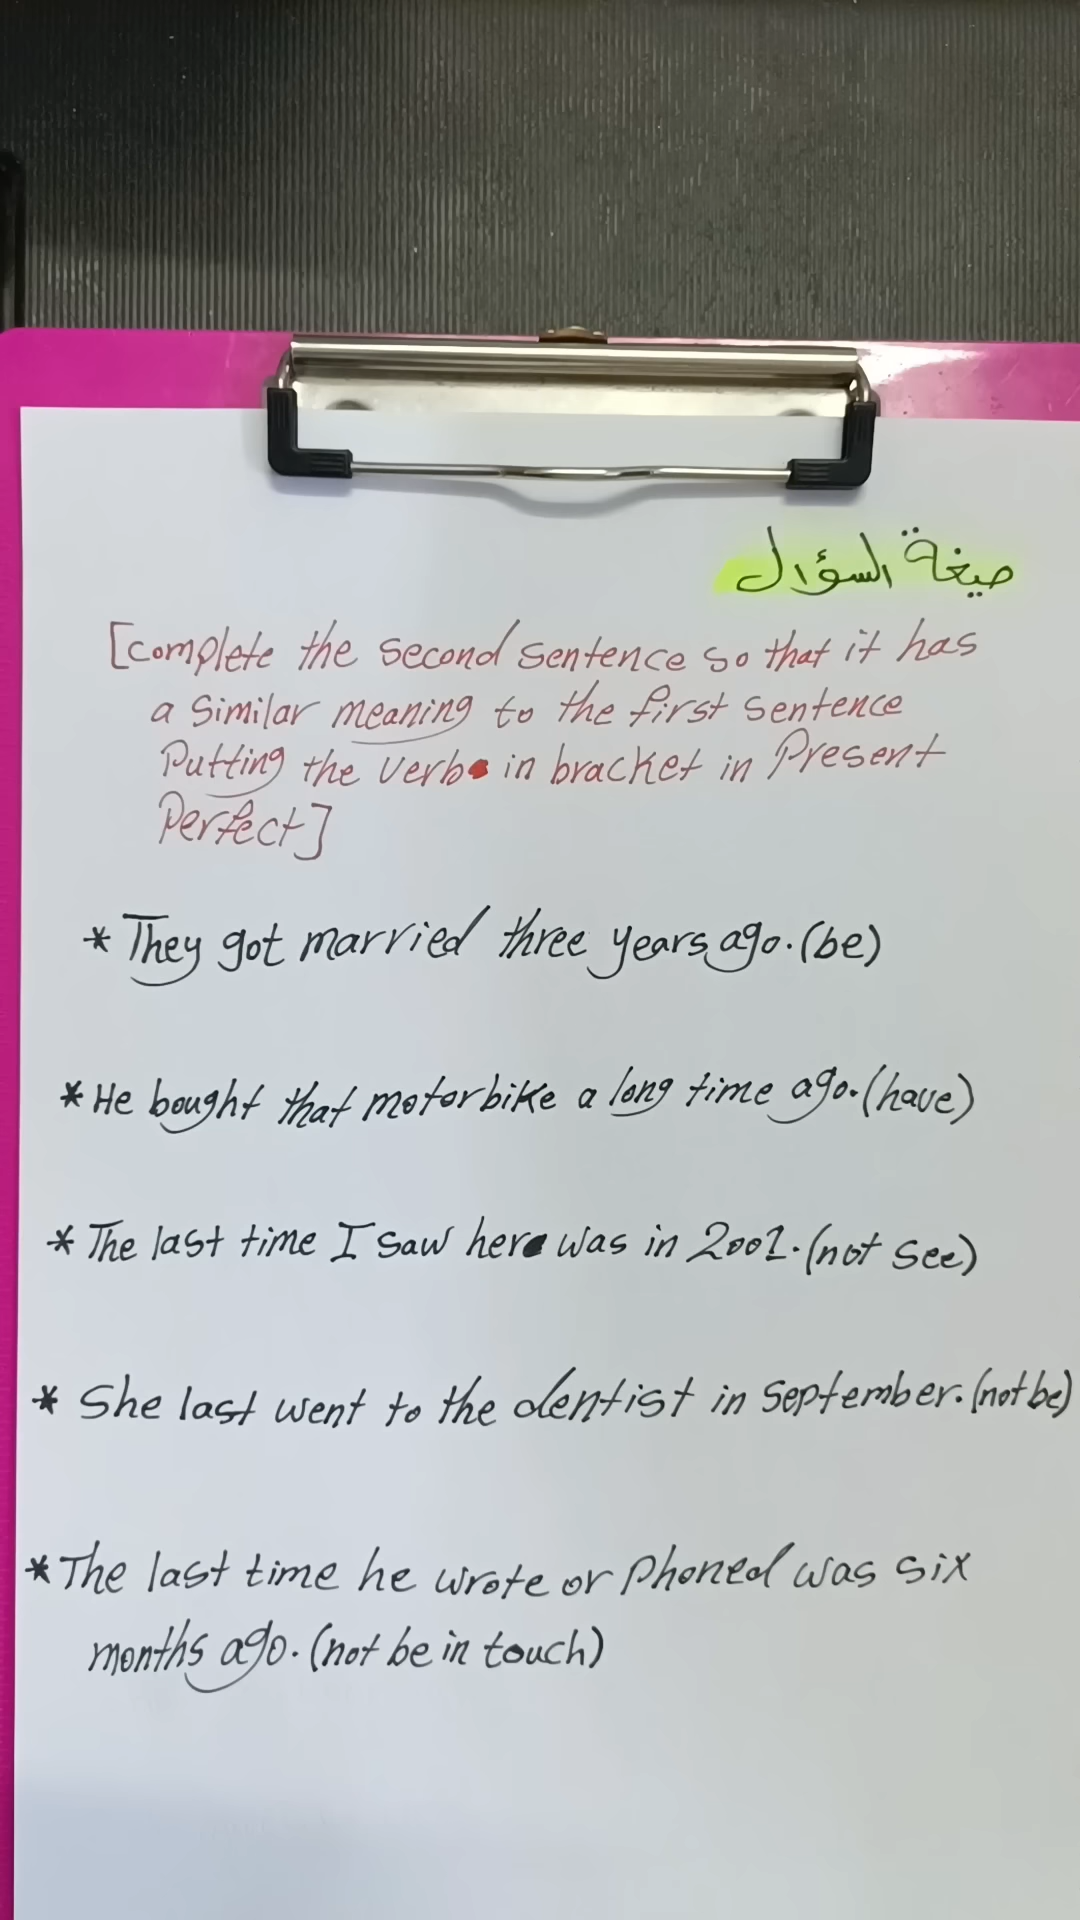 صيغة السؤال
[complete the second sentence so that it has
a similar meaning to the first sentence
Putting the verb in bracket in Present
Perfect]
* They got married three years ago. (be)
* He bought that motorbike a long time ago. (have)
* The last time I saw her was in 2001. (not see)
* She last went to the dentist in September. (not be)
* The last time he wrote or phoned was six
months ago. (not be in touch)